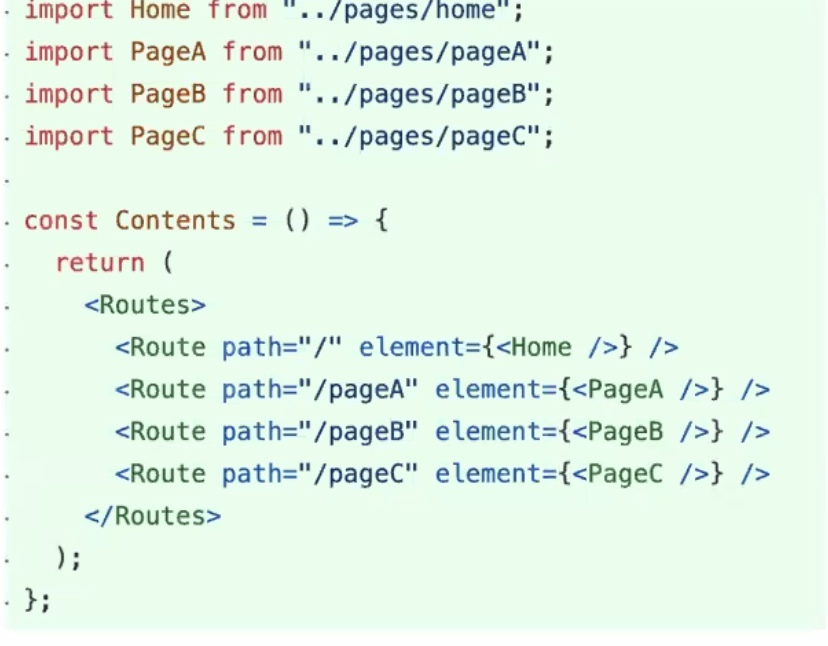 import Home from "../pages/home";
import PageA from "../pages/pageA";
import PageB from "../pages/pageB";
import PageC from "../pages/pageC";

const Contents = () => {
  return (
    <Routes>
      <Route path="/" element={<Home />} />
      <Route path="/pageA" element={<PageA />} />
      <Route path="/pageB" element={<PageB />} />
      <Route path="/pageC" element={<PageC />} />
    </Routes>
  );
};